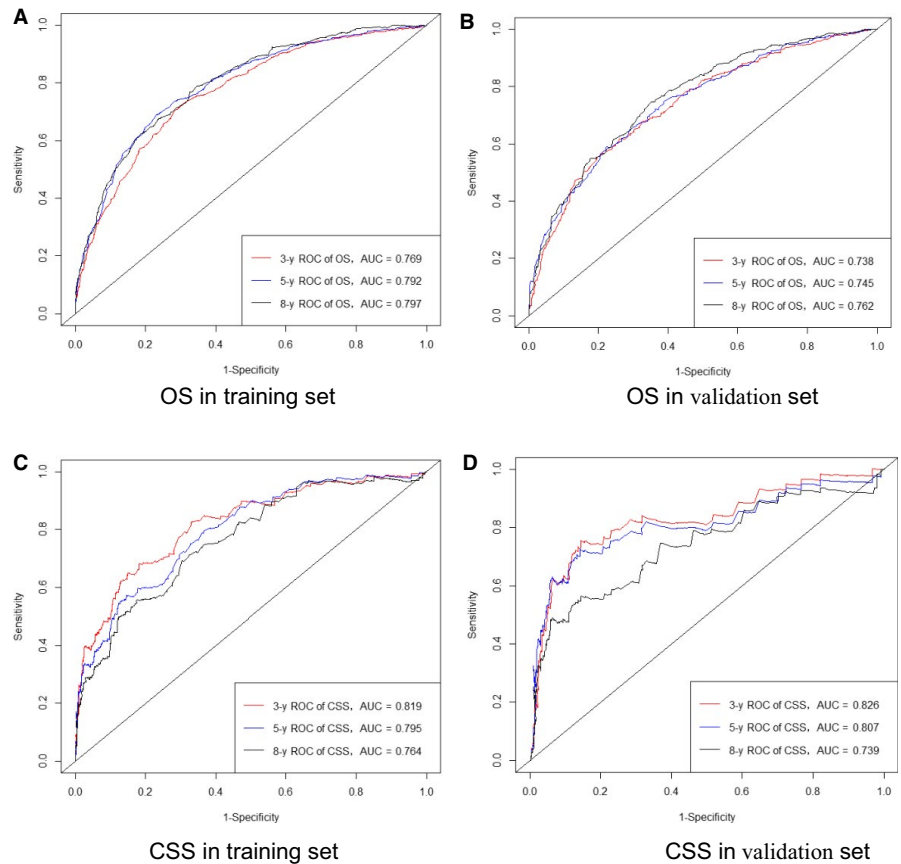 A
Sensitivity
0.0 0.2 0.4 0.6 0.8 1.0
3-y ROC of OS, AUC = 0.769
5-y ROC of OS, AUC = 0.792
8-y ROC of OS, AUC = 0.797
0.0 0.2 0.4 0.6 0.8 1.0
1-Specificity
OS in training set
B
Sensitivity
0.0 0.2 0.4 0.6 0.8 1.0
3-y ROC of OS, AUC = 0.738
5-y ROC of OS, AUC = 0.745
8-y ROC of OS, AUC = 0.762
0.0 0.2 0.4 0.6 0.8 1.0
1-Specificity
OS in validation set
C
Sensitivity
0.0 0.2 0.4 0.6 0.8 1.0
3-y ROC of CSS, AUC = 0.819
5-y ROC of CSS, AUC = 0.795
8-y ROC of CSS, AUC = 0.764
0.0 0.2 0.4 0.6 0.8 1.0
1-Specificity
CSS in training set
D
Sensitivity
0.0 0.2 0.4 0.6 0.8 1.0
3-y ROC of CSS, AUC = 0.826
5-y ROC of CSS, AUC = 0.807
8-y ROC of CSS, AUC = 0.739
0.0 0.2 0.4 0.6 0.8 1.0
1-Specificity
CSS in validation set